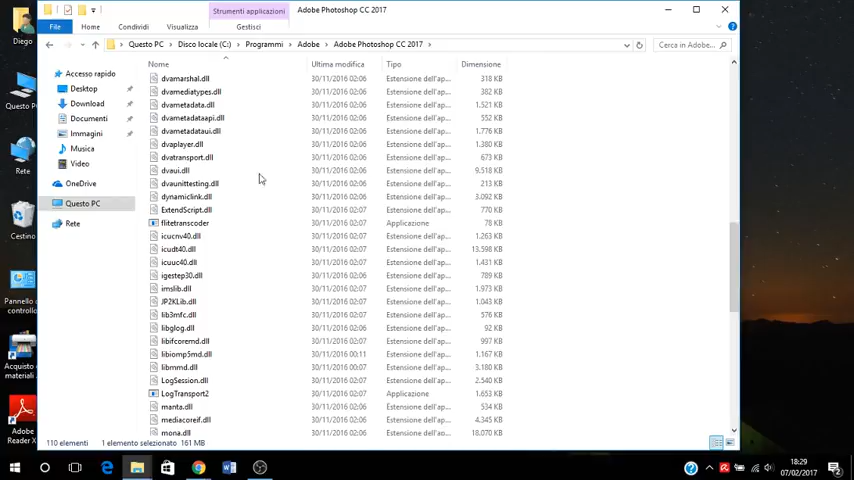 Strumenti applicazioni
Adobe Photoshop CC 2017
File
Home
Condividi
Visualizza
Gestisci
Questo PC
Disco locale (C:)
Programmi
Adobe
Adobe Photoshop CC 2017
Cerca in Adobe...
Nome
Ultima modifica
Tipo
Dimensione
dvamarshal.dll 30/11/2016 02:06 Estensione dell'ap... 318 KB
dvamediatypes.dll 30/11/2016 02:06 Estensione dell'ap... 382 KB
dvametadata.dll 30/11/2016 02:06 Estensione dell'ap... 1.521 KB
dvametadataapi.dll 30/11/2016 02:06 Estensione dell'ap... 552 KB
dvametadataui.dll 30/11/2016 02:06 Estensione dell'ap... 1.776 KB
dvaplayer.dll 30/11/2016 02:06 Estensione dell'ap... 1.380 KB
dvatransport.dll 30/11/2016 02:06 Estensione dell'ap... 673 KB
dvaui.dll 30/11/2016 02:06 Estensione dell'ap... 9.518 KB
dvaunittesting.dll 30/11/2016 02:06 Estensione dell'ap... 213 KB
dynamiclink.dll 30/11/2016 02:06 Estensione dell'ap... 3.092 KB
ExtendScript.dll 30/11/2016 02:07 Estensione dell'ap... 770 KB
flitetranscoder 30/11/2016 02:07 Applicazione 78 KB
icucnv40.dll 30/11/2016 02:07 Estensione dell'ap... 1.263 KB
icudt40.dll 30/11/2016 02:07 Estensione dell'ap... 13.598 KB
icuuc40.dll 30/11/2016 02:07 Estensione dell'ap... 1.431 KB
igestep30.dll 30/11/2016 02:06 Estensione dell'ap... 789 KB
imslib.dll 30/11/2016 02:07 Estensione dell'ap... 1.973 KB
JP2KLib.dll 30/11/2016 02:07 Estensione dell'ap... 1.043 KB
lib3mfc.dll 30/11/2016 02:07 Estensione dell'ap... 576 KB
libglog.dll 30/11/2016 02:06 Estensione dell'ap... 92 KB
libifcoremd.dll 30/11/2016 02:07 Estensione dell'ap... 997 KB
libiomp5md.dll 30/11/2016 00:11 Estensione dell'ap... 1.167 KB
libmmd.dll 30/11/2016 00:07 Estensione dell'ap... 3.180 KB
LogSession.dll 30/11/2016 02:07 Estensione dell'ap... 2.540 KB
LogTransport2 30/11/2016 02:07 Applicazione 1.653 KB
manta.dll 30/11/2016 02:06 Estensione dell'ap... 534 KB
mediacoreif.dll 30/11/2016 02:07 Estensione dell'ap... 4.345 KB
mona.dll 30/11/2016 02:06 Estensione dell'ap... 18.070 KB
Accesso rapido
Desktop
Download
Documenti
Immagini
Musica
Video
OneDrive
Questo PC
Rete
110 elementi
1 elemento selezionato 161 MB
Diego
Questo PC
Rete
Cestino
Pannello di
controllo
Acquisto di
materiali ...
Adobe
Reader X
18:29
07/02/2017